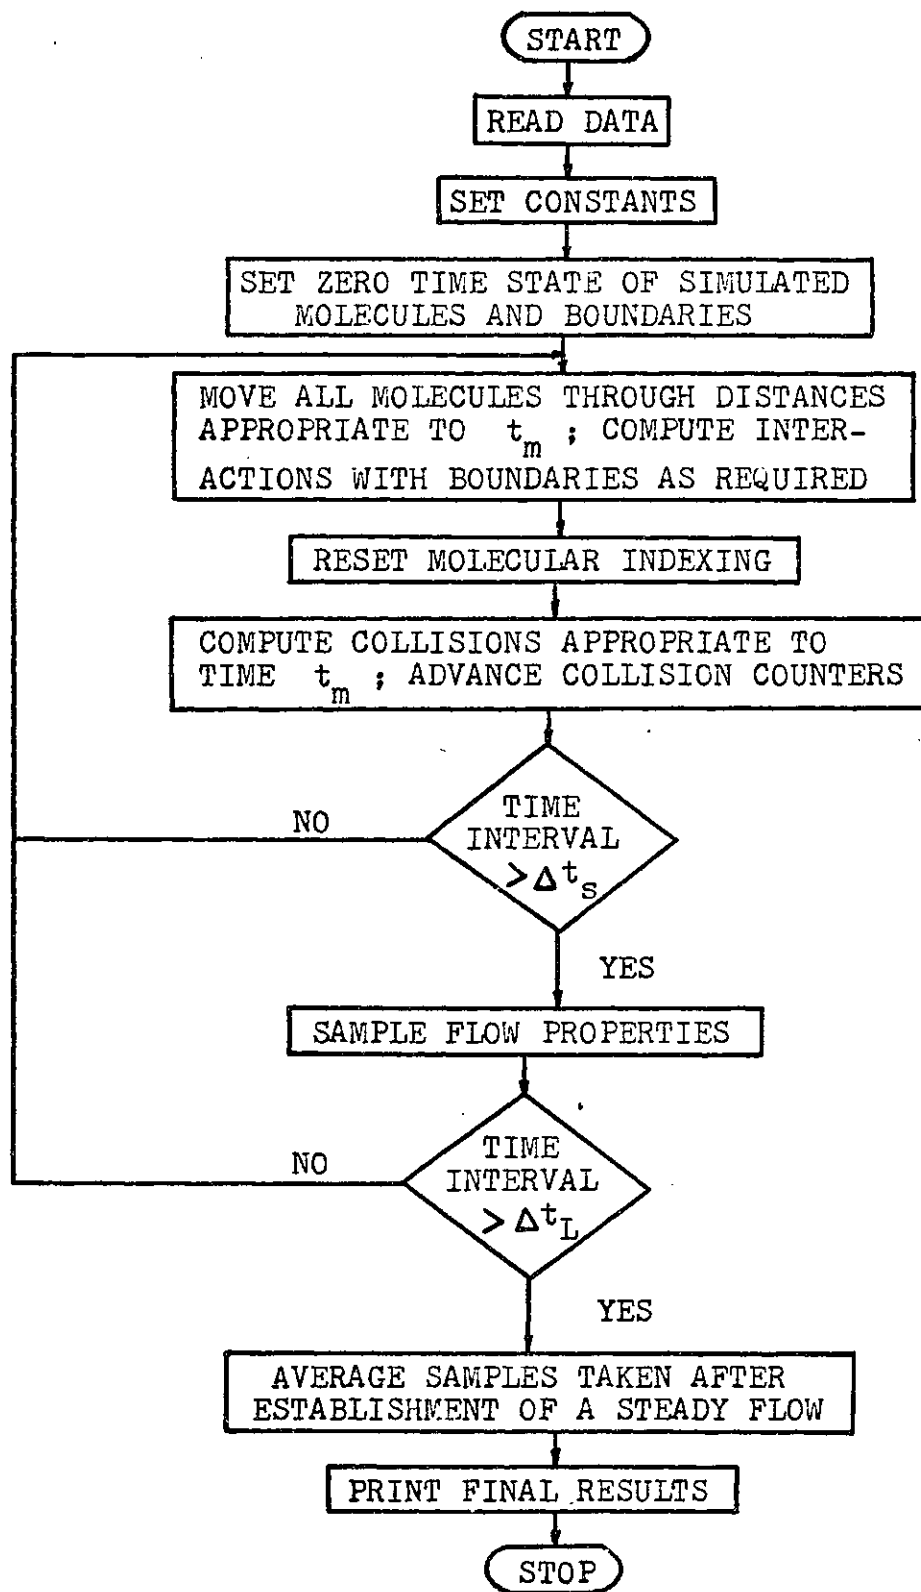 START
READ DATA
SET CONSTANTS
SET ZERO TIME STATE OF SIMULATED
MOLECULES AND BOUNDARIES
MOVE ALL MOLECULES THROUGH DISTANCES
APPROPRIATE TO t_m ; COMPUTE INTER-
ACTIONS WITH BOUNDARIES AS REQUIRED
RESET MOLECULAR INDEXING
COMPUTE COLLISIONS APPROPRIATE TO
TIME t_m ; ADVANCE COLLISION COUNTERS
NO
TIME
INTERVAL
> Δt_s
YES
SAMPLE FLOW PROPERTIES
NO
TIME
INTERVAL
> Δt_L
YES
AVERAGE SAMPLES TAKEN AFTER
ESTABLISHMENT OF A STEADY FLOW
PRINT FINAL RESULTS
STOP